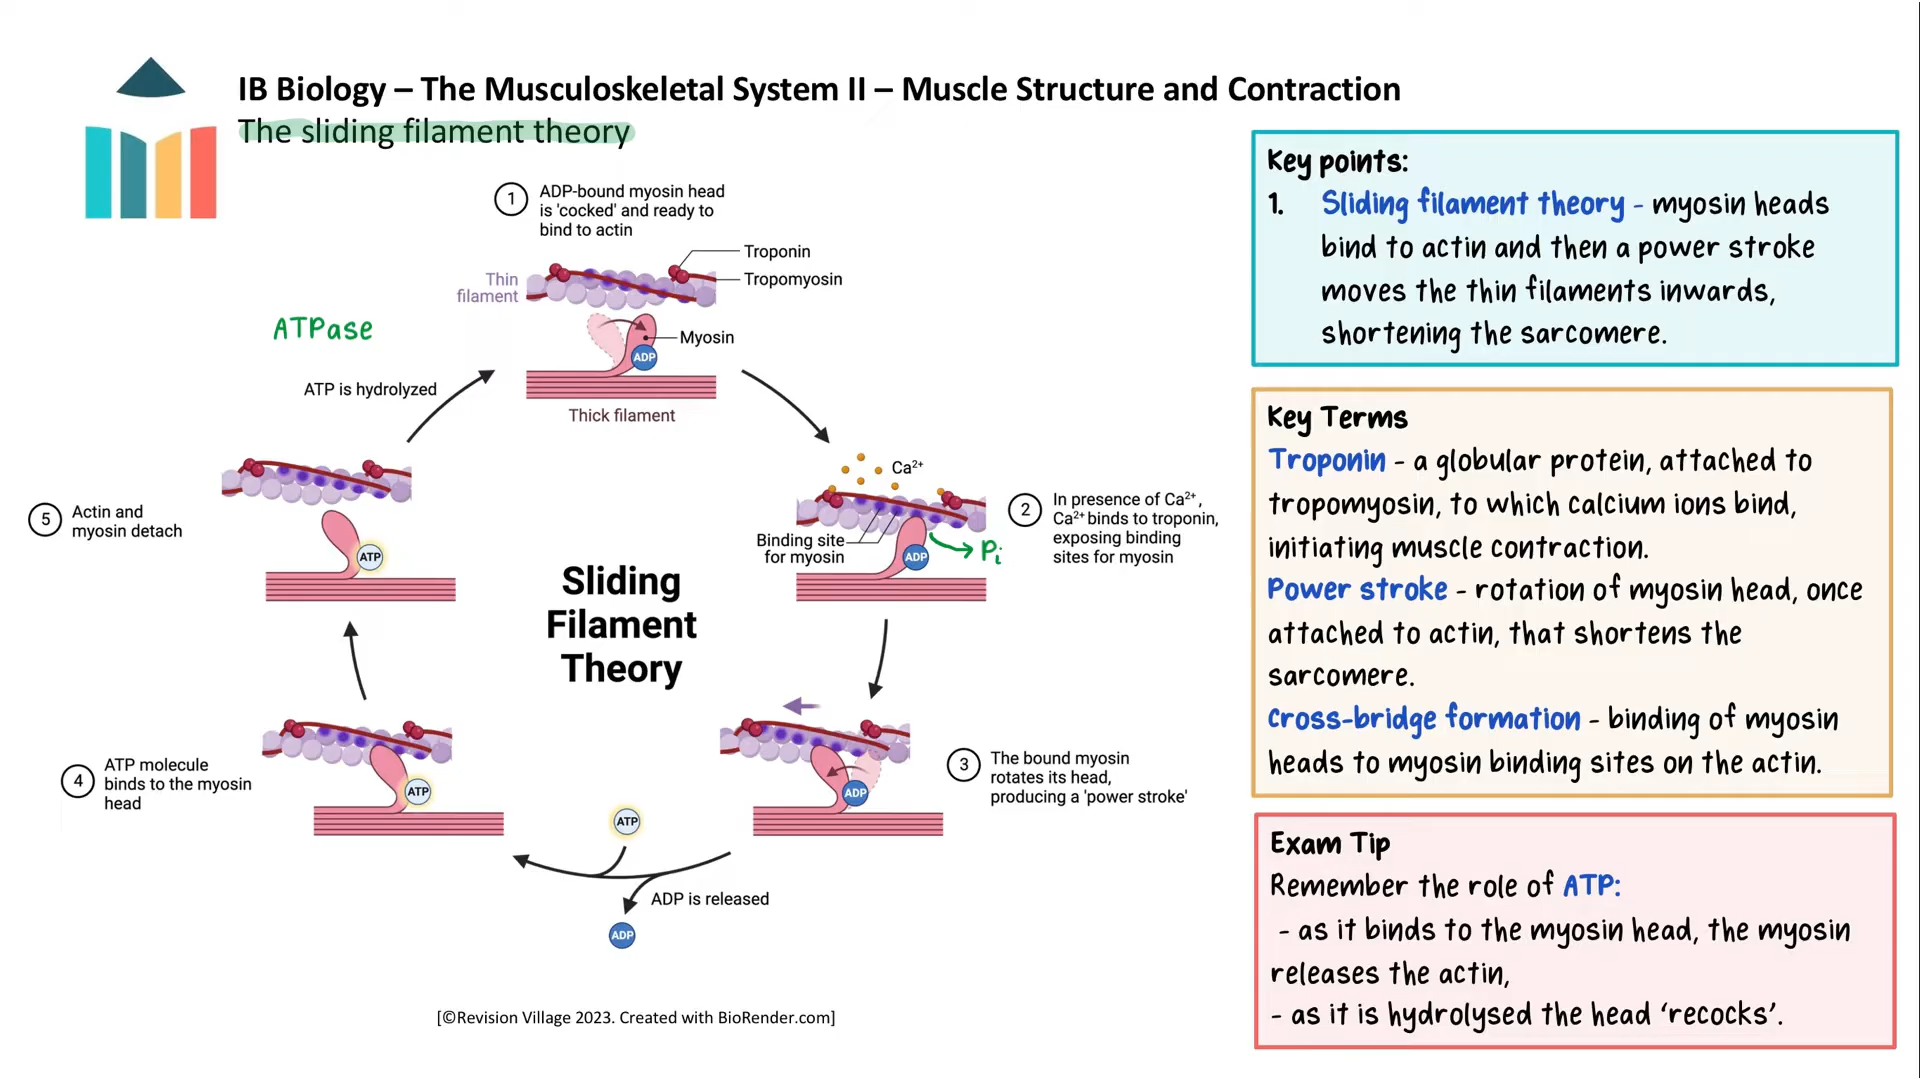 IB Biology – The Musculoskeletal System II – Muscle Structure and Contraction
The sliding filament theory
1
ADP-bound myosin head
is 'cocked' and ready to
bind to actin
Troponin
Tropomyosin
Thin
filament
Myosin
ADP
Thick filament
ATPase
ATP is hydrolyzed
Ca²⁺
2
In presence of Ca²⁺,
Ca²⁺ binds to troponin,
exposing binding
sites for myosin
Binding site
for myosin
ADP
Pi
3
The bound myosin
rotates its head,
producing a 'power stroke'
ADP
ATP
ADP is released
ADP
4
ATP molecule
binds to the myosin
head
ATP
5
Actin and
myosin detach
ATP
Sliding
Filament
Theory
[©Revision Village 2023. Created with BioRender.com]
Key points:
1. Sliding filament theory - myosin heads
bind to actin and then a power stroke
moves the thin filaments inwards,
shortening the sarcomere.
Key Terms
Troponin - a globular protein, attached to
tropomyosin, to which calcium ions bind,
initiating muscle contraction.
Power stroke - rotation of myosin head, once
attached to actin, that shortens the
sarcomere.
Cross-bridge formation - binding of myosin
heads to myosin binding sites on the actin.
Exam Tip
Remember the role of ATP:
- as it binds to the myosin head, the myosin
releases the actin,
- as it is hydrolysed the head ‘recocks’.